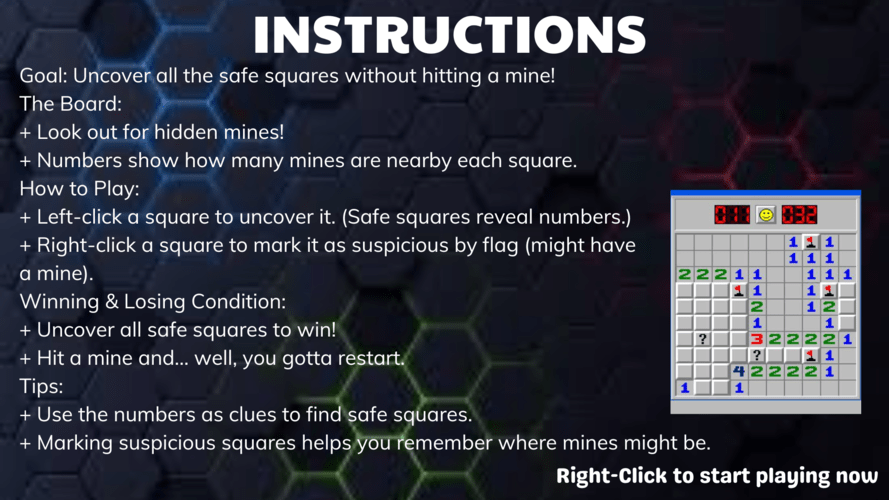 INSTRUCTIONS
Goal: Uncover all the safe squares without hitting a mine!
The Board:
+ Look out for hidden mines!
+ Numbers show how many mines are nearby each square.
How to Play:
+ Left-click a square to uncover it. (Safe squares reveal numbers.)
+ Right-click a square to mark it as suspicious by flag (might have
a mine).
Winning & Losing Condition:
+ Uncover all safe squares to win!
+ Hit a mine and... well, you gotta restart.
Tips:
+ Use the numbers as clues to find safe squares.
+ Marking suspicious squares helps you remember where mines might be.
011 032
1 1
1 1 1
2 2 2 1 1 1 1 1
1 1
2 1 2
1 1
? 3 2 2 2 2 1
? 1
4 2 2 2 2 1
1 1
Right-Click to start playing now